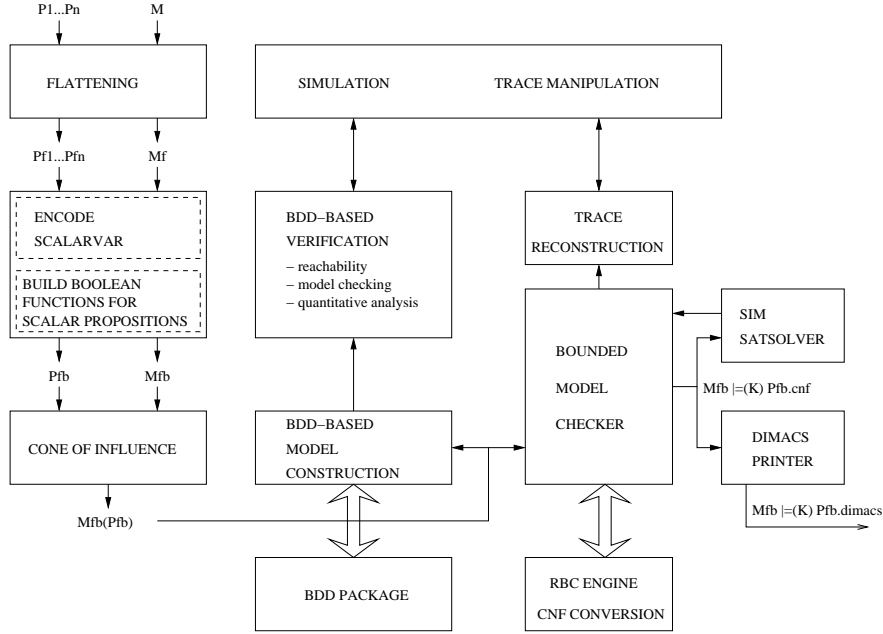 P1...Pn
M
FLATTENING
SIMULATION
TRACE MANIPULATION
Pf1...Pfn
Mf
ENCODE
SCALARVAR
BUILD BOOLEAN
FUNCTIONS FOR
SCALAR PROPOSITIONS
BDD–BASED
VERIFICATION
– reachability
– model checking
– quantitative analysis
TRACE
RECONSTRUCTION
BOUNDED
MODEL
CHECKER
SIM
SATSOLVER
Mfb |=(K) Pfb.cnf
Pfb
Mfb
CONE OF INFLUENCE
BDD–BASED
MODEL
CONSTRUCTION
DIMACS
PRINTER
Mfb |=(K) Pfb.dimacs
Mfb(Pfb)
BDD PACKAGE
RBC ENGINE
CNF CONVERSION